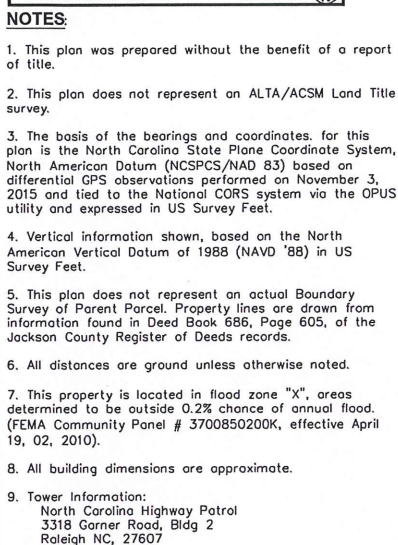 NOTES:
1. This plan was prepared without the benefit of a report
of title.
2. This plan does not represent an ALTA/ACSM Land Title
survey.
3. The basis of the bearings and coordinates. for this
plan is the North Carolina State Plane Coordinate System,
North American Datum (NCSPCS/NAD 83) based on
differential GPS observations performed on November 3,
2015 and tied to the National CORS system via the OPUS
utility and expressed in US Survey Feet.
4. Vertical information shown, based on the North
American Vertical Datum of 1988 (NAVD '88) in US
Survey Feet.
5. This plan does not represent an actual Boundary
Survey of Parent Parcel. Property lines are drawn from
information found in Deed Book 686, Page 605, of the
Jackson County Register of Deeds records.
6. All distances are ground unless otherwise noted.
7. This property is located in flood zone "X", areas
determined to be outside 0.2% chance of annual flood.
(FEMA Community Panel # 3700850200K, effective April
19, 02, 2010).
8. All building dimensions are approximate.
9. Tower Information:
North Carolina Highway Patrol
3318 Garner Road, Bldg 2
Raleigh NC, 27607